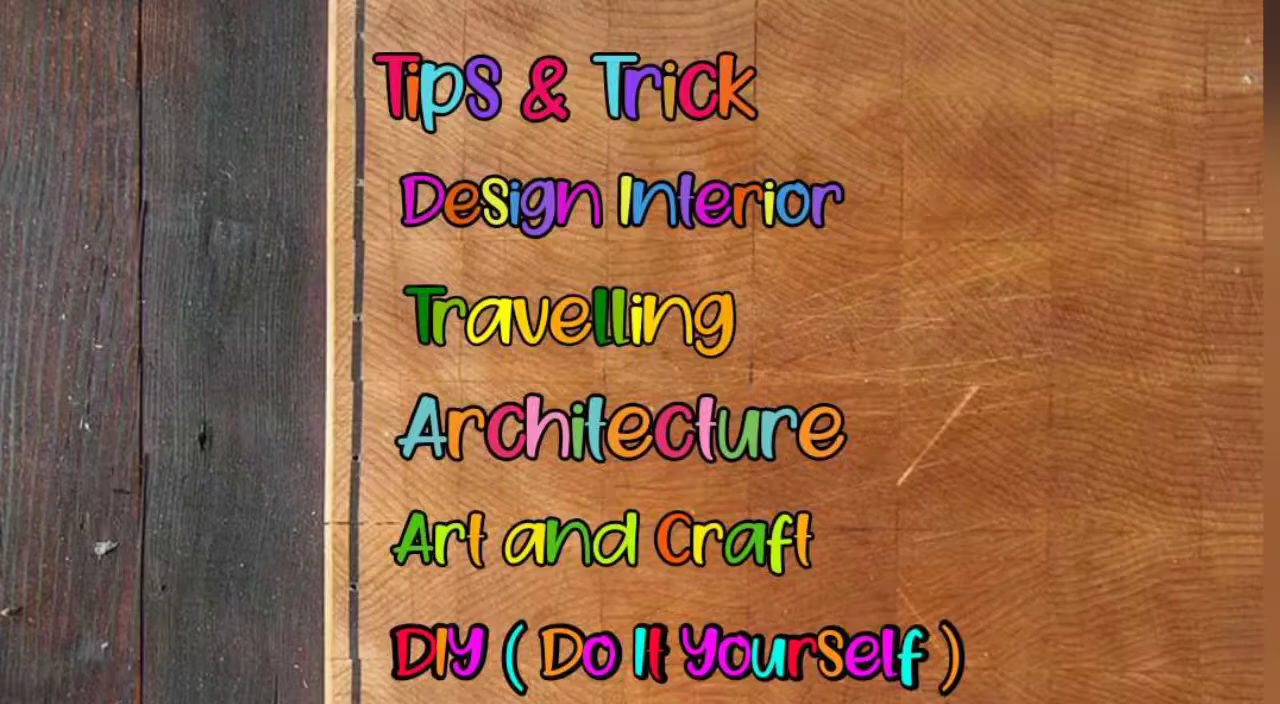 Tips & Trick
Design Interior
Travelling
Architecture
Art and Craft
DIY ( Do It Yourself )